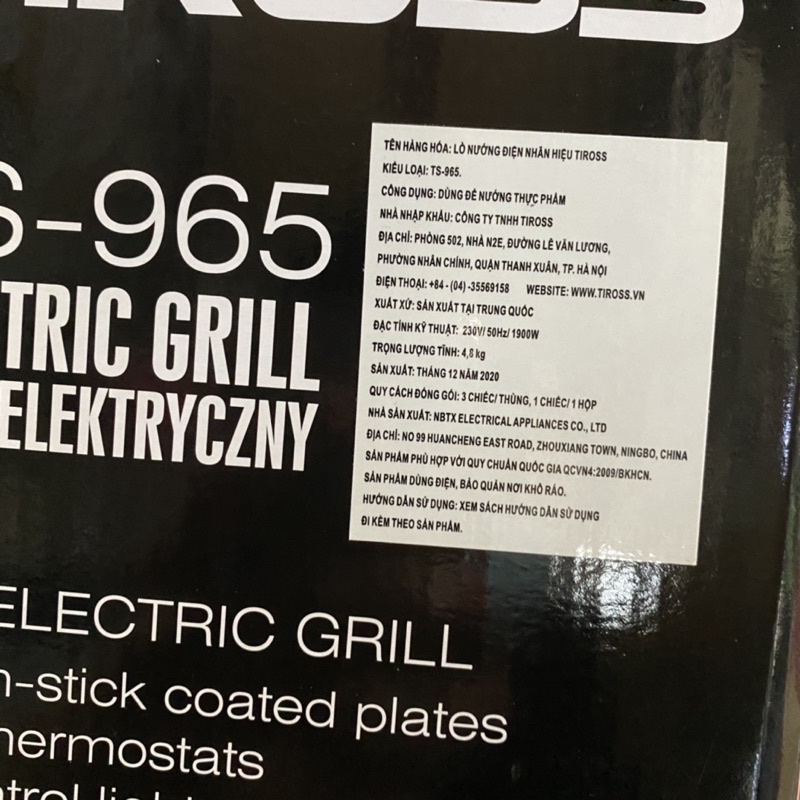 TIROSS
S-965
TRIC GRILL
ELEKTRYCZNY
TÊN HÀNG HÓA: LÒ NƯỚNG ĐIỆN NHÃN HIỆU TIROSS
KIỂU LOẠI: TS-965.
CÔNG DỤNG: DÙNG ĐỂ NƯỚNG THỰC PHẨM
NHÀ NHẬP KHẨU: CÔNG TY TNHH TIROSS
ĐỊA CHỈ: PHÒNG 502, NHÀ N2E, ĐƯỜNG LÊ VĂN LƯƠNG,
PHƯỜNG NHÂN CHÍNH, QUẬN THANH XUÂN, TP. HÀ NỘI
ĐIỆN THOẠI: +84 - (04) -35569158 WEBSITE: WWW.TIROSS.VN
XUẤT XỨ: SẢN XUẤT TẠI TRUNG QUỐC
ĐẶC TÍNH KỸ THUẬT: 230V/ 50Hz/ 1900W
TRỌNG LƯỢNG TỊNH: 4,8 kg
SẢN XUẤT: THÁNG 12 NĂM 2020
QUY CÁCH ĐÓNG GÓI: 3 CHIẾC/ THÙNG, 1 CHIẾC/ 1 HỘP
NHÀ SẢN XUẤT: NBTX ELECTRICAL APPLIANCES CO., LTD
ĐỊA CHỈ: NO 99 HUANCHENG EAST ROAD, ZHOUXIANG TOWN, NINGBO, CHINA
SẢN PHẨM PHÙ HỢP VỚI QUY CHUẨN QUỐC GIA QCVN4:2009/BKHCN.
SẢN PHẨM DÙNG ĐIỆN, BẢO QUẢN NƠI KHÔ RÁO.
HƯỚNG DẪN SỬ DỤNG: XEM SÁCH HƯỚNG DẪN SỬ DỤNG
ĐI KÈM THEO SẢN PHẨM.
ELECTRIC GRILL
n-stick coated plates
hermostats